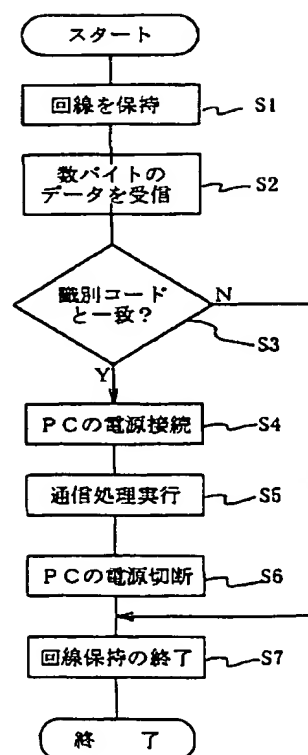 スタート
回線を保持
S1
数バイトの
データを受信
S2
識別コード
と一致?
N
S3
Y
PCの電源接続
S4
通信処理実行
S5
PCの電源切断
S6
回線保持の終了
S7
終 了